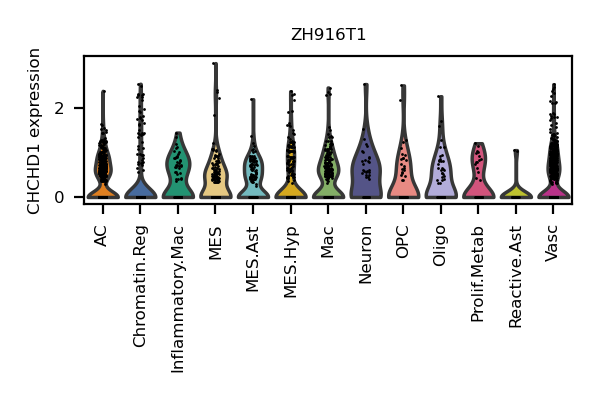 ZH916T1
CHCHD1 expression
2
0
AC
Chromatin.Reg
Inflammatory.Mac
MES
MES.Ast
MES.Hyp
Mac
Neuron
OPC
Oligo
Prolif.Metab
Reactive.Ast
Vasc